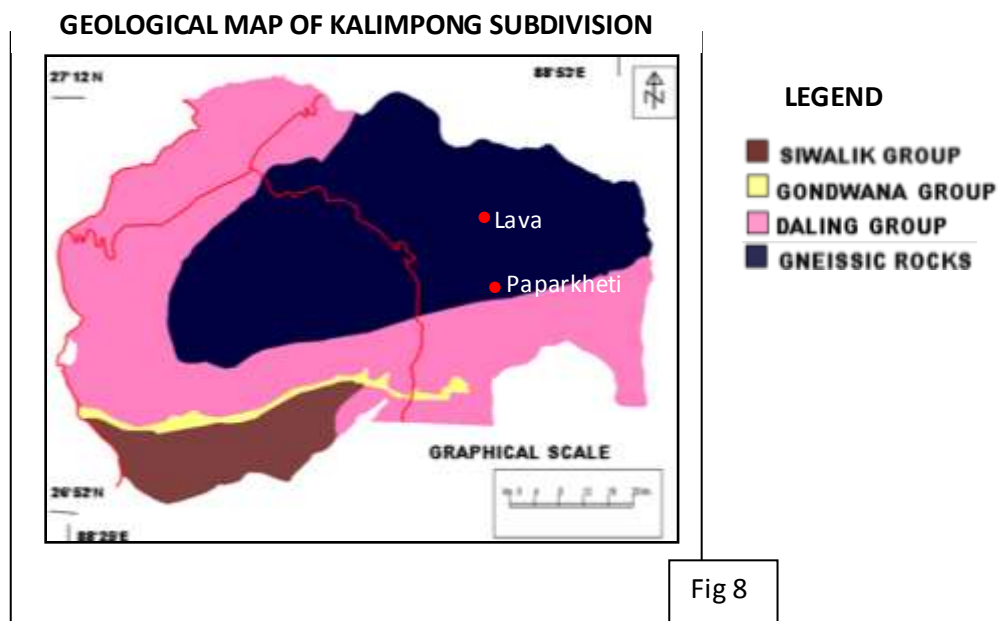 GEOLOGICAL MAP OF KALIMPONG SUBDIVISION
27°12 N
88°53'E
N
LEGEND
SIWALIK GROUP
GONDWANA GROUP
DALING GROUP
GNEISSIC ROCKS
Lava
Paparkheti
GRAPHICAL SCALE
26°52'N
88°29'E
Fig 8